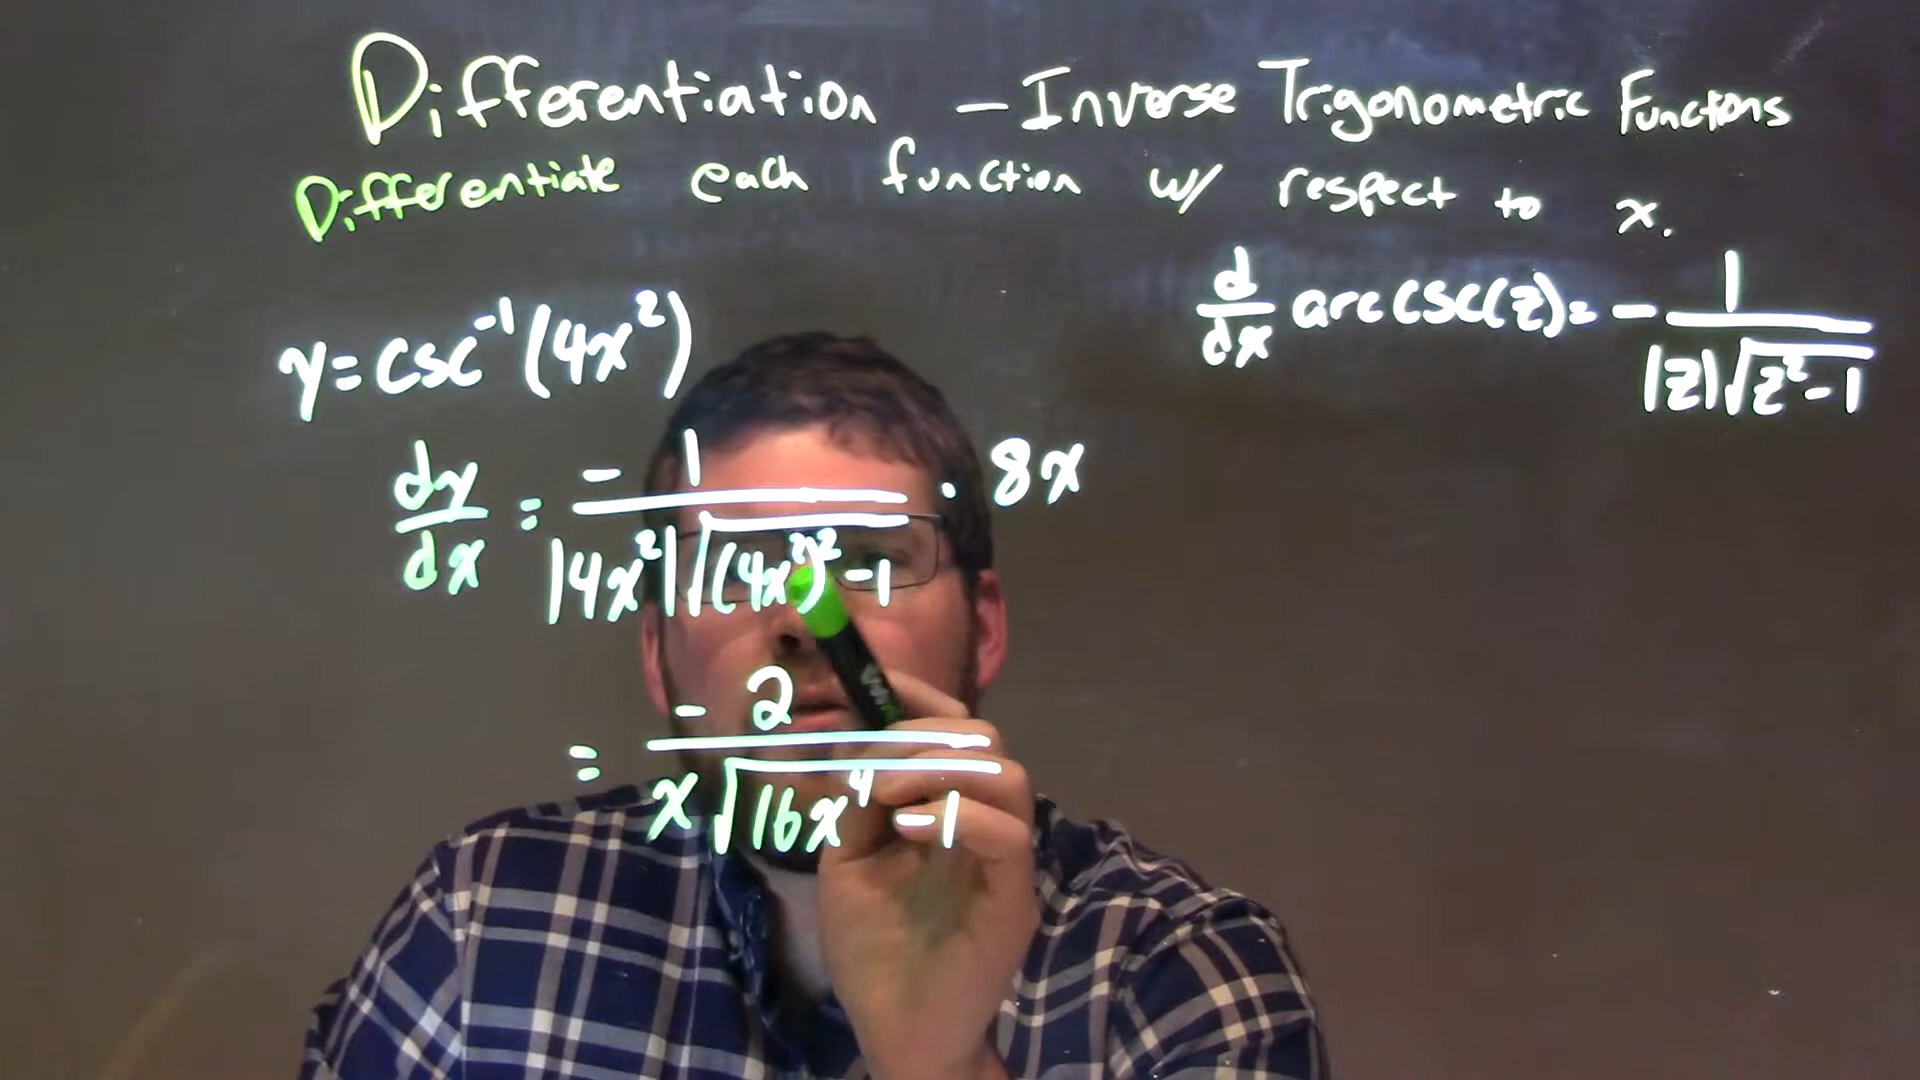 Differentiation - Inverse Trigonometric Functions
Differentiate each function w/ respect to x.
d/dx arccsc(z) = - 1/(|z|√(z²-1))
y = csc⁻¹(4x²)
dy/dx = -1/(|4x²|√((4x²)²-1)) · 8x
= -2/(x√(16x⁴-1))